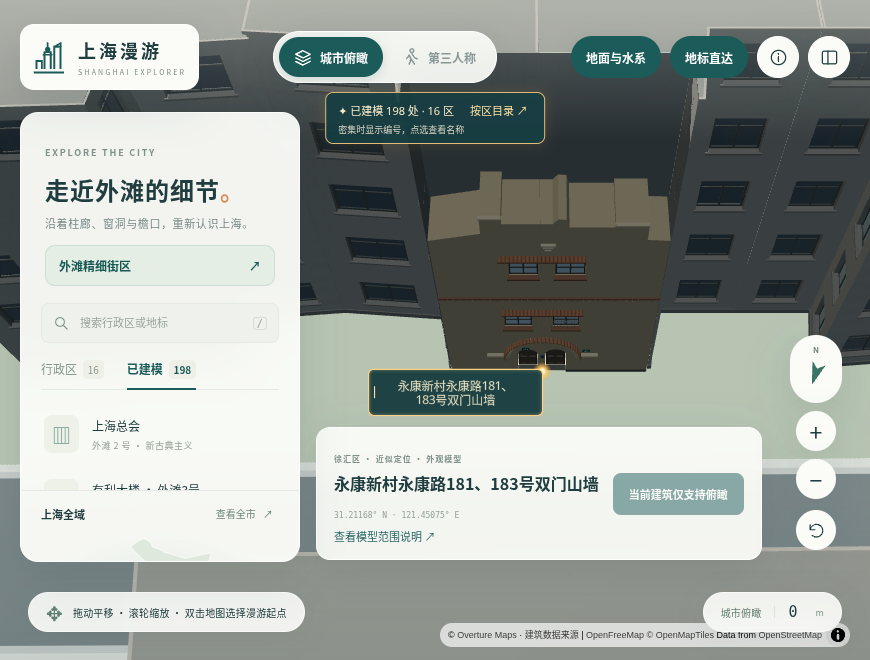 上海漫游
SHANGHAI EXPLORER
城市俯瞰
第三人称
地面与水系
地标直达
✦ 已建模 198 处 · 16 区 按区目录 ↗
密集时显示编号，点选查看名称
EXPLORE THE CITY
走近外滩的细节。
沿着柱廊、窗洞与檐口，重新认识上海。
外滩精细街区 ↗
搜索行政区或地标 /
行政区 16 已建模 198
上海总会
外滩 2 号 · 新古典主义
有利大楼 · 外滩3号
上海全域 查看全市 ↗
永康新村永康路181、
183号双门山墙
徐汇区 · 近似定位 · 外观模型
永康新村永康路181、183号双门山墙
当前建筑仅支持俯瞰
31.21168° N · 121.45075° E
查看模型范围说明 ↗
N
+
−
拖动平移 · 滚轮缩放 · 双击地图选择漫游起点
城市俯瞰 0 m
© Overture Maps · 建筑数据来源 | OpenFreeMap © OpenMapTiles Data from OpenStreetMap